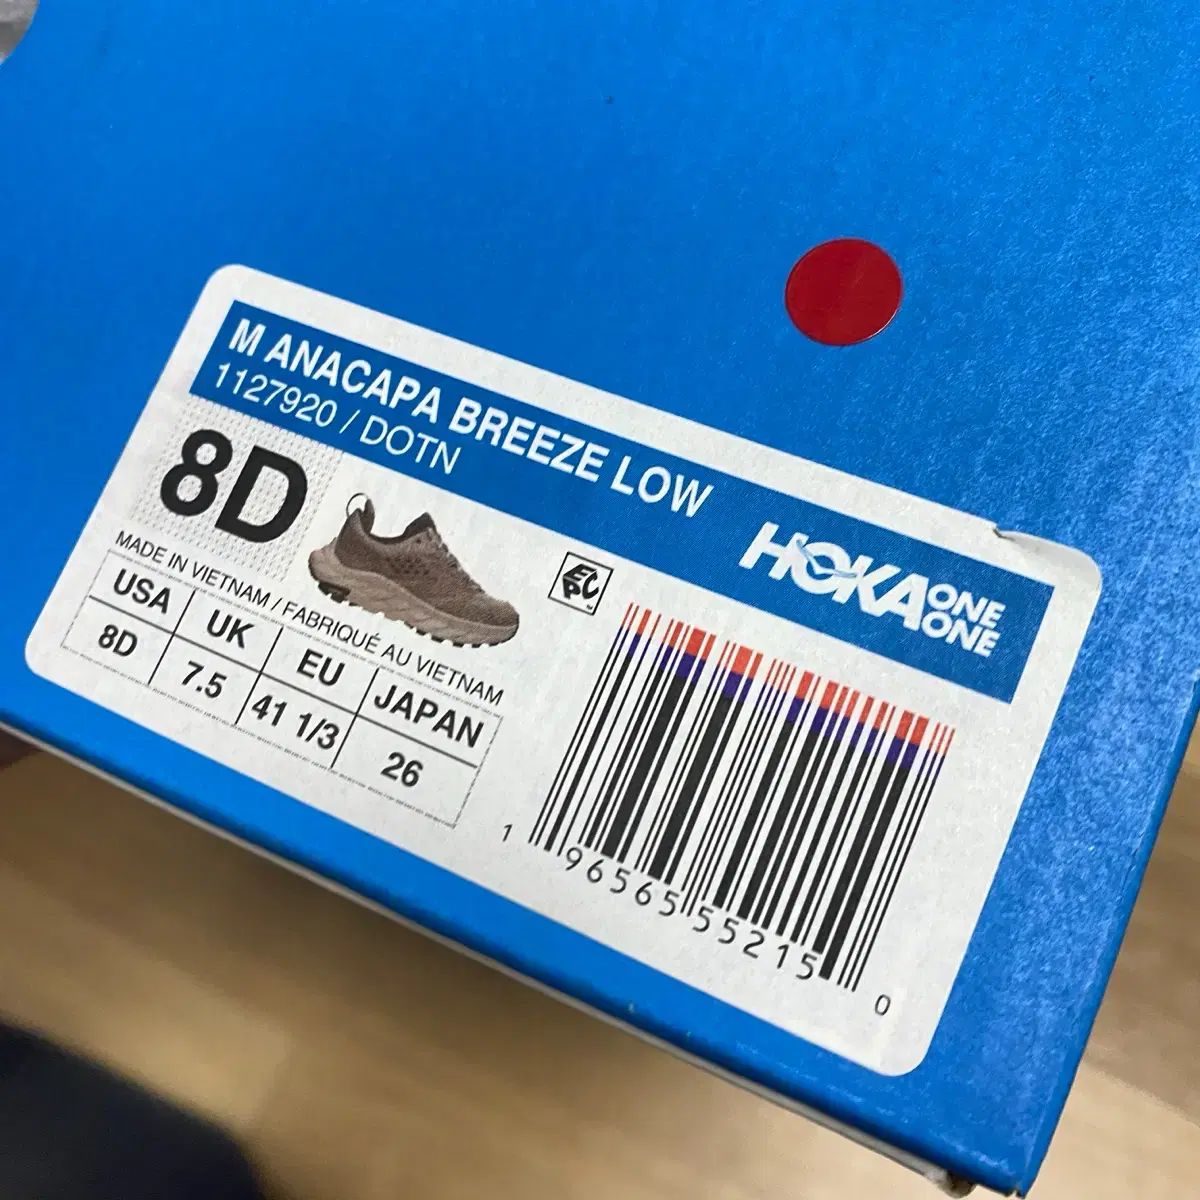 M ANACAPA BREEZE LOW
1127920 / DOTN
HOKA ONE ONE
8D
EPC
MADE IN VIETNAM / FABRIQUÉ AU VIETNAM
USA UK EU JAPAN
8D 7.5 41 1/3 26
1 96565 55215 0